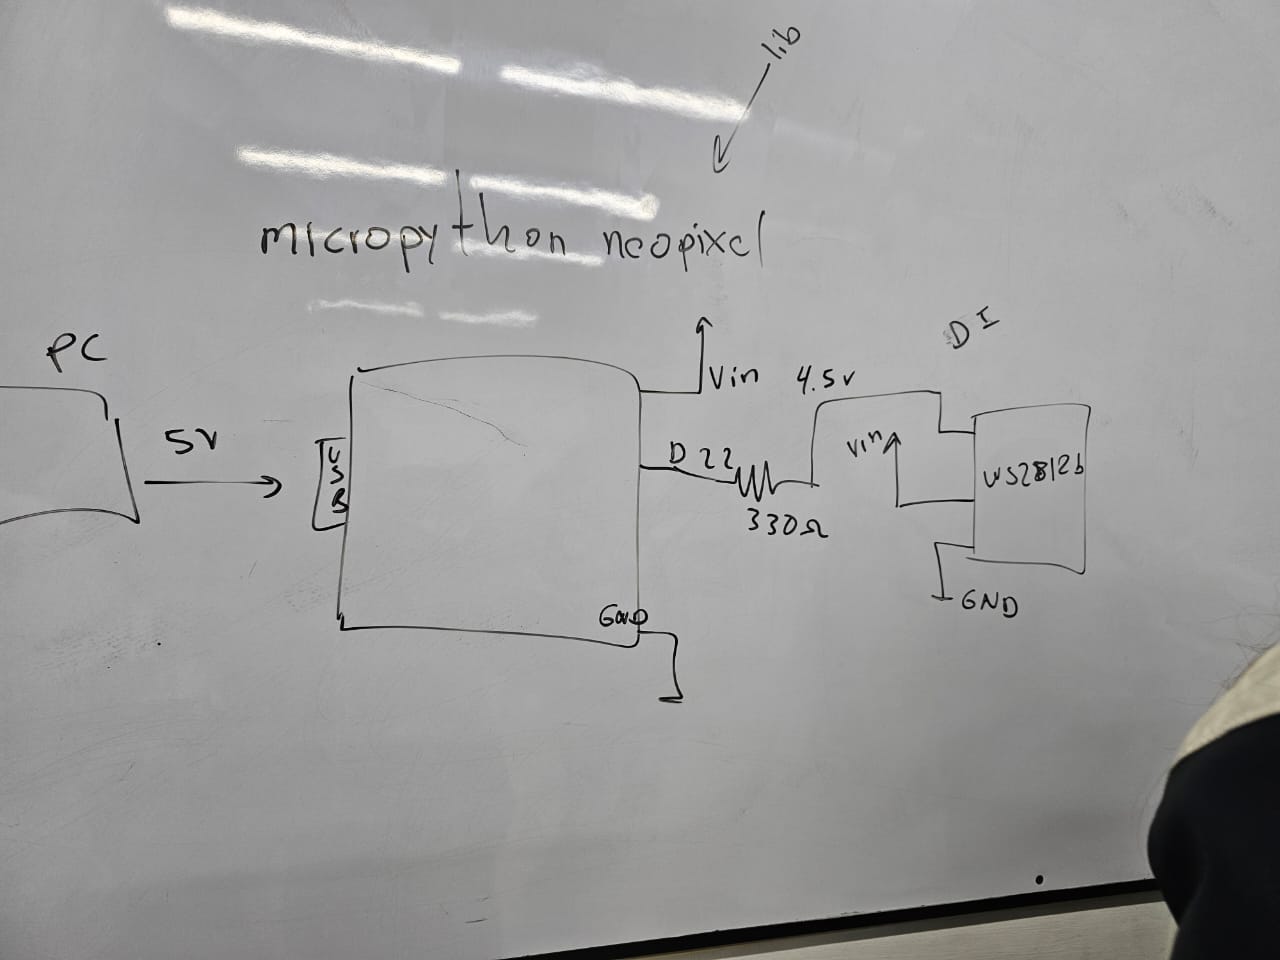 lib
micropython neopixel
PC
5V
USB
Vin
4.5v
D22
330Ω
GND
DI
Vin
WS2812b
GND